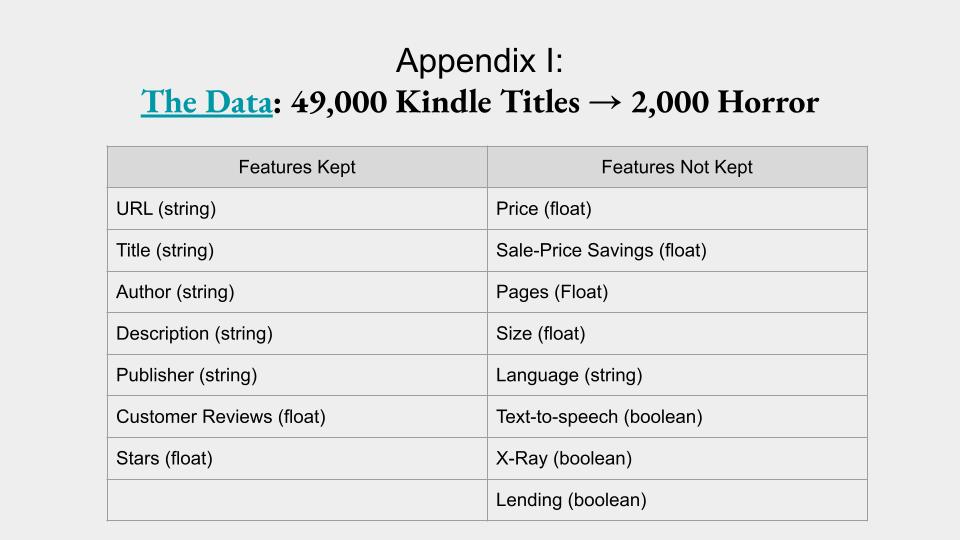 Appendix I:
The Data: 49,000 Kindle Titles → 2,000 Horror
Features Kept Features Not Kept
URL (string) Price (float)
Title (string) Sale-Price Savings (float)
Author (string) Pages (Float)
Description (string) Size (float)
Publisher (string) Language (string)
Customer Reviews (float) Text-to-speech (boolean)
Stars (float) X-Ray (boolean)
Lending (boolean)